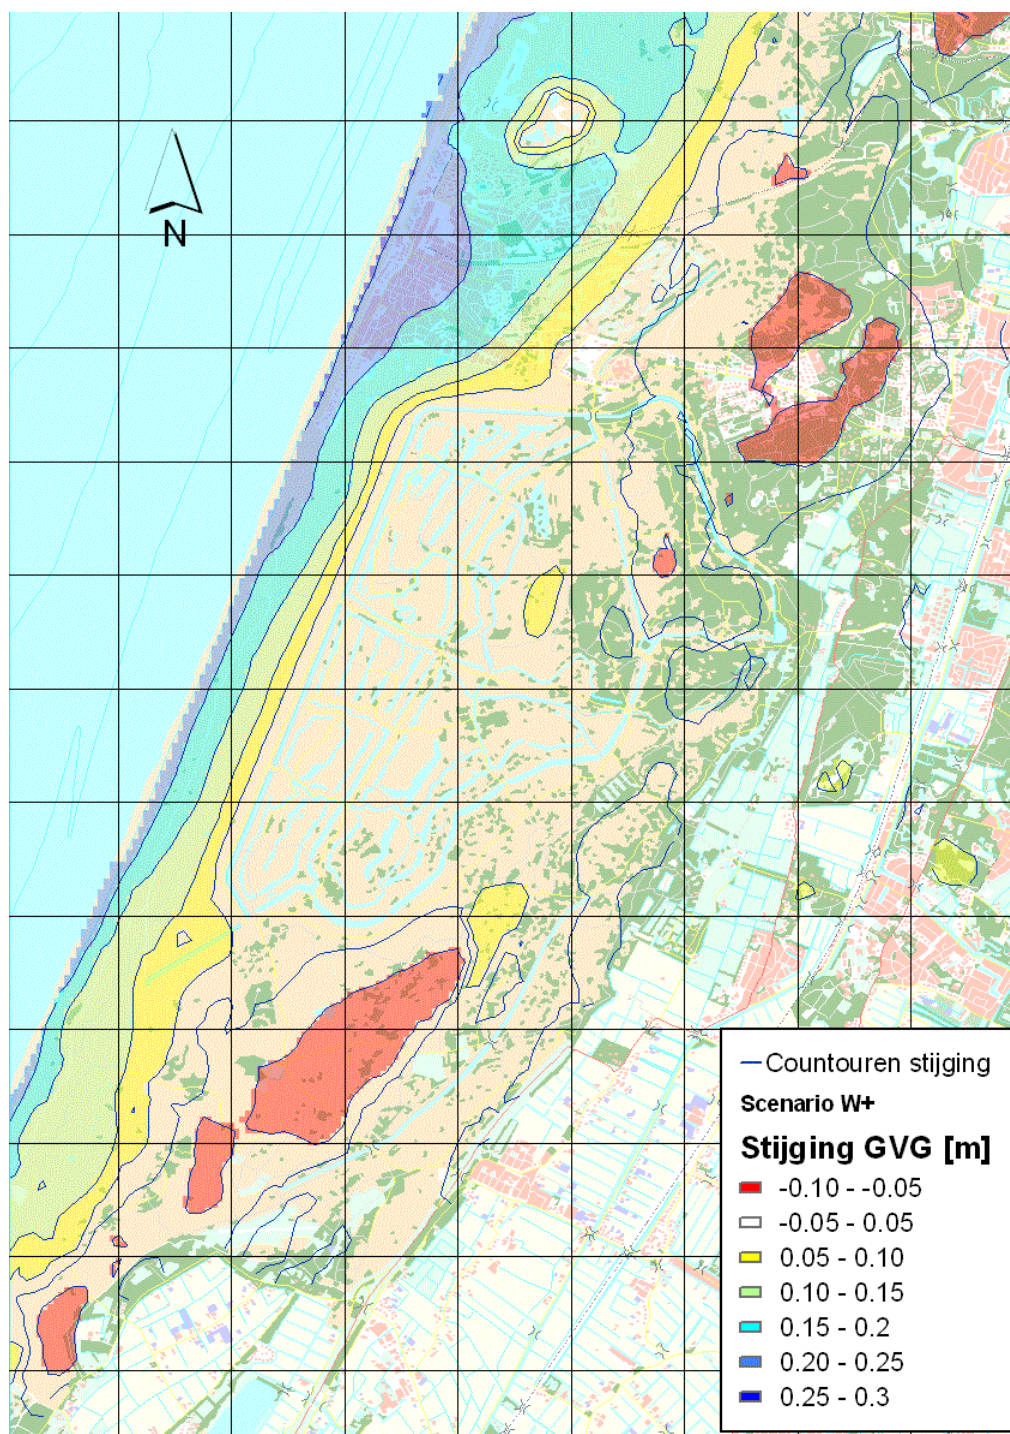 N
Countouren stijging
Scenario W+
Stijging GVG [m]
-0.10 - -0.05
-0.05 - 0.05
0.05 - 0.10
0.10 - 0.15
0.15 - 0.2
0.20 - 0.25
0.25 - 0.3